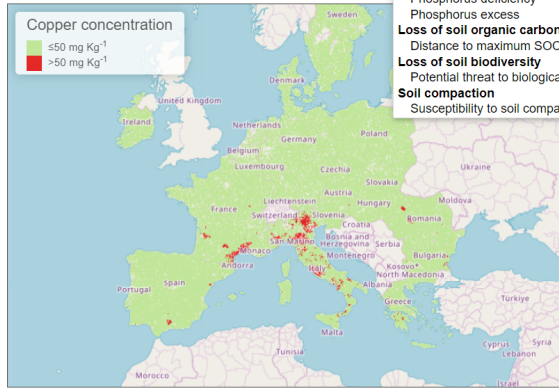 Phosphorus deficiency
Phosphorus excess
Loss of soil organic carbon
Distance to maximum SOC
Loss of soil biodiversity
Potential threat to biologica
Soil compaction
Susceptibility to soil compa
Copper concentration
≤50 mg Kg⁻¹
>50 mg Kg⁻¹
Sweden
Denmark
United Kingdom
Ireland
Netherlands
Poland
Germany
Belgium
Luxembourg
Czechia
Ukraine
Slovakia
Austria
Liechtenstein
Hungary
Moldova
France
Switzerland
Slovenia
Romania
Croatia
San Marino
Bosnia and
Herzegovina
Serbia
Monaco
Montenegro
Bulgaria
Andorra
Italy
Kosovo*
North Macedonia
Albania
Spain
Portugal
Greece
Türkiye
Malta
Cyprus
Syria
Lebanon
Tunisia
Morocco
Israel